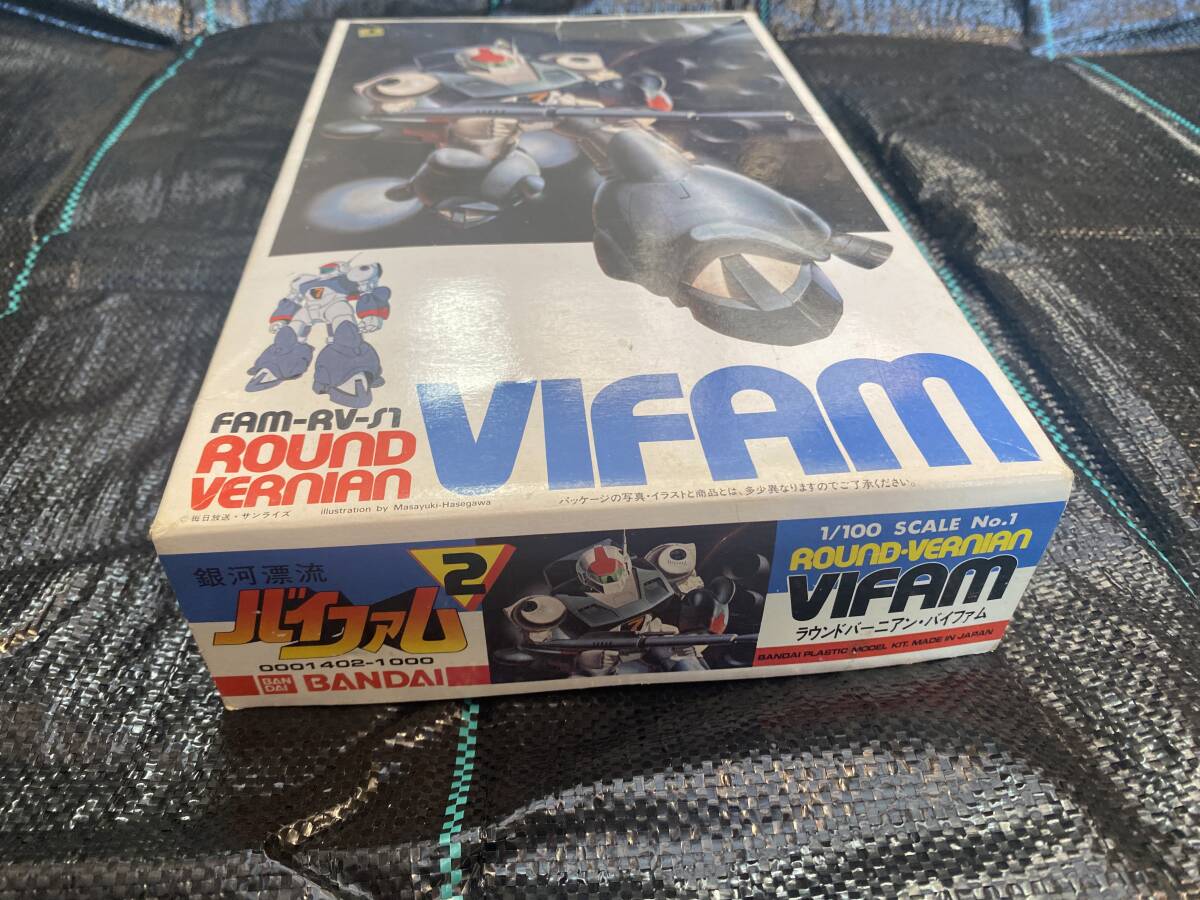 FAM-RV-S1
ROUND
VERNIAN
VIFAM
パッケージの写真・イラストと商品とは、多少異なりますのでご了承ください。
©毎日放送・サンライズ
illustration by Masayuki-Hasegawa
銀河漂流
バイファム
2
0001402-1000
BAN
DAI
BANDAI
1/100 SCALE No.1
ROUND-VERNIAN
VIFAM
ラウンドバーニアン・バイファム
BANDAI PLASTIC MODEL KIT. MADE IN JAPAN